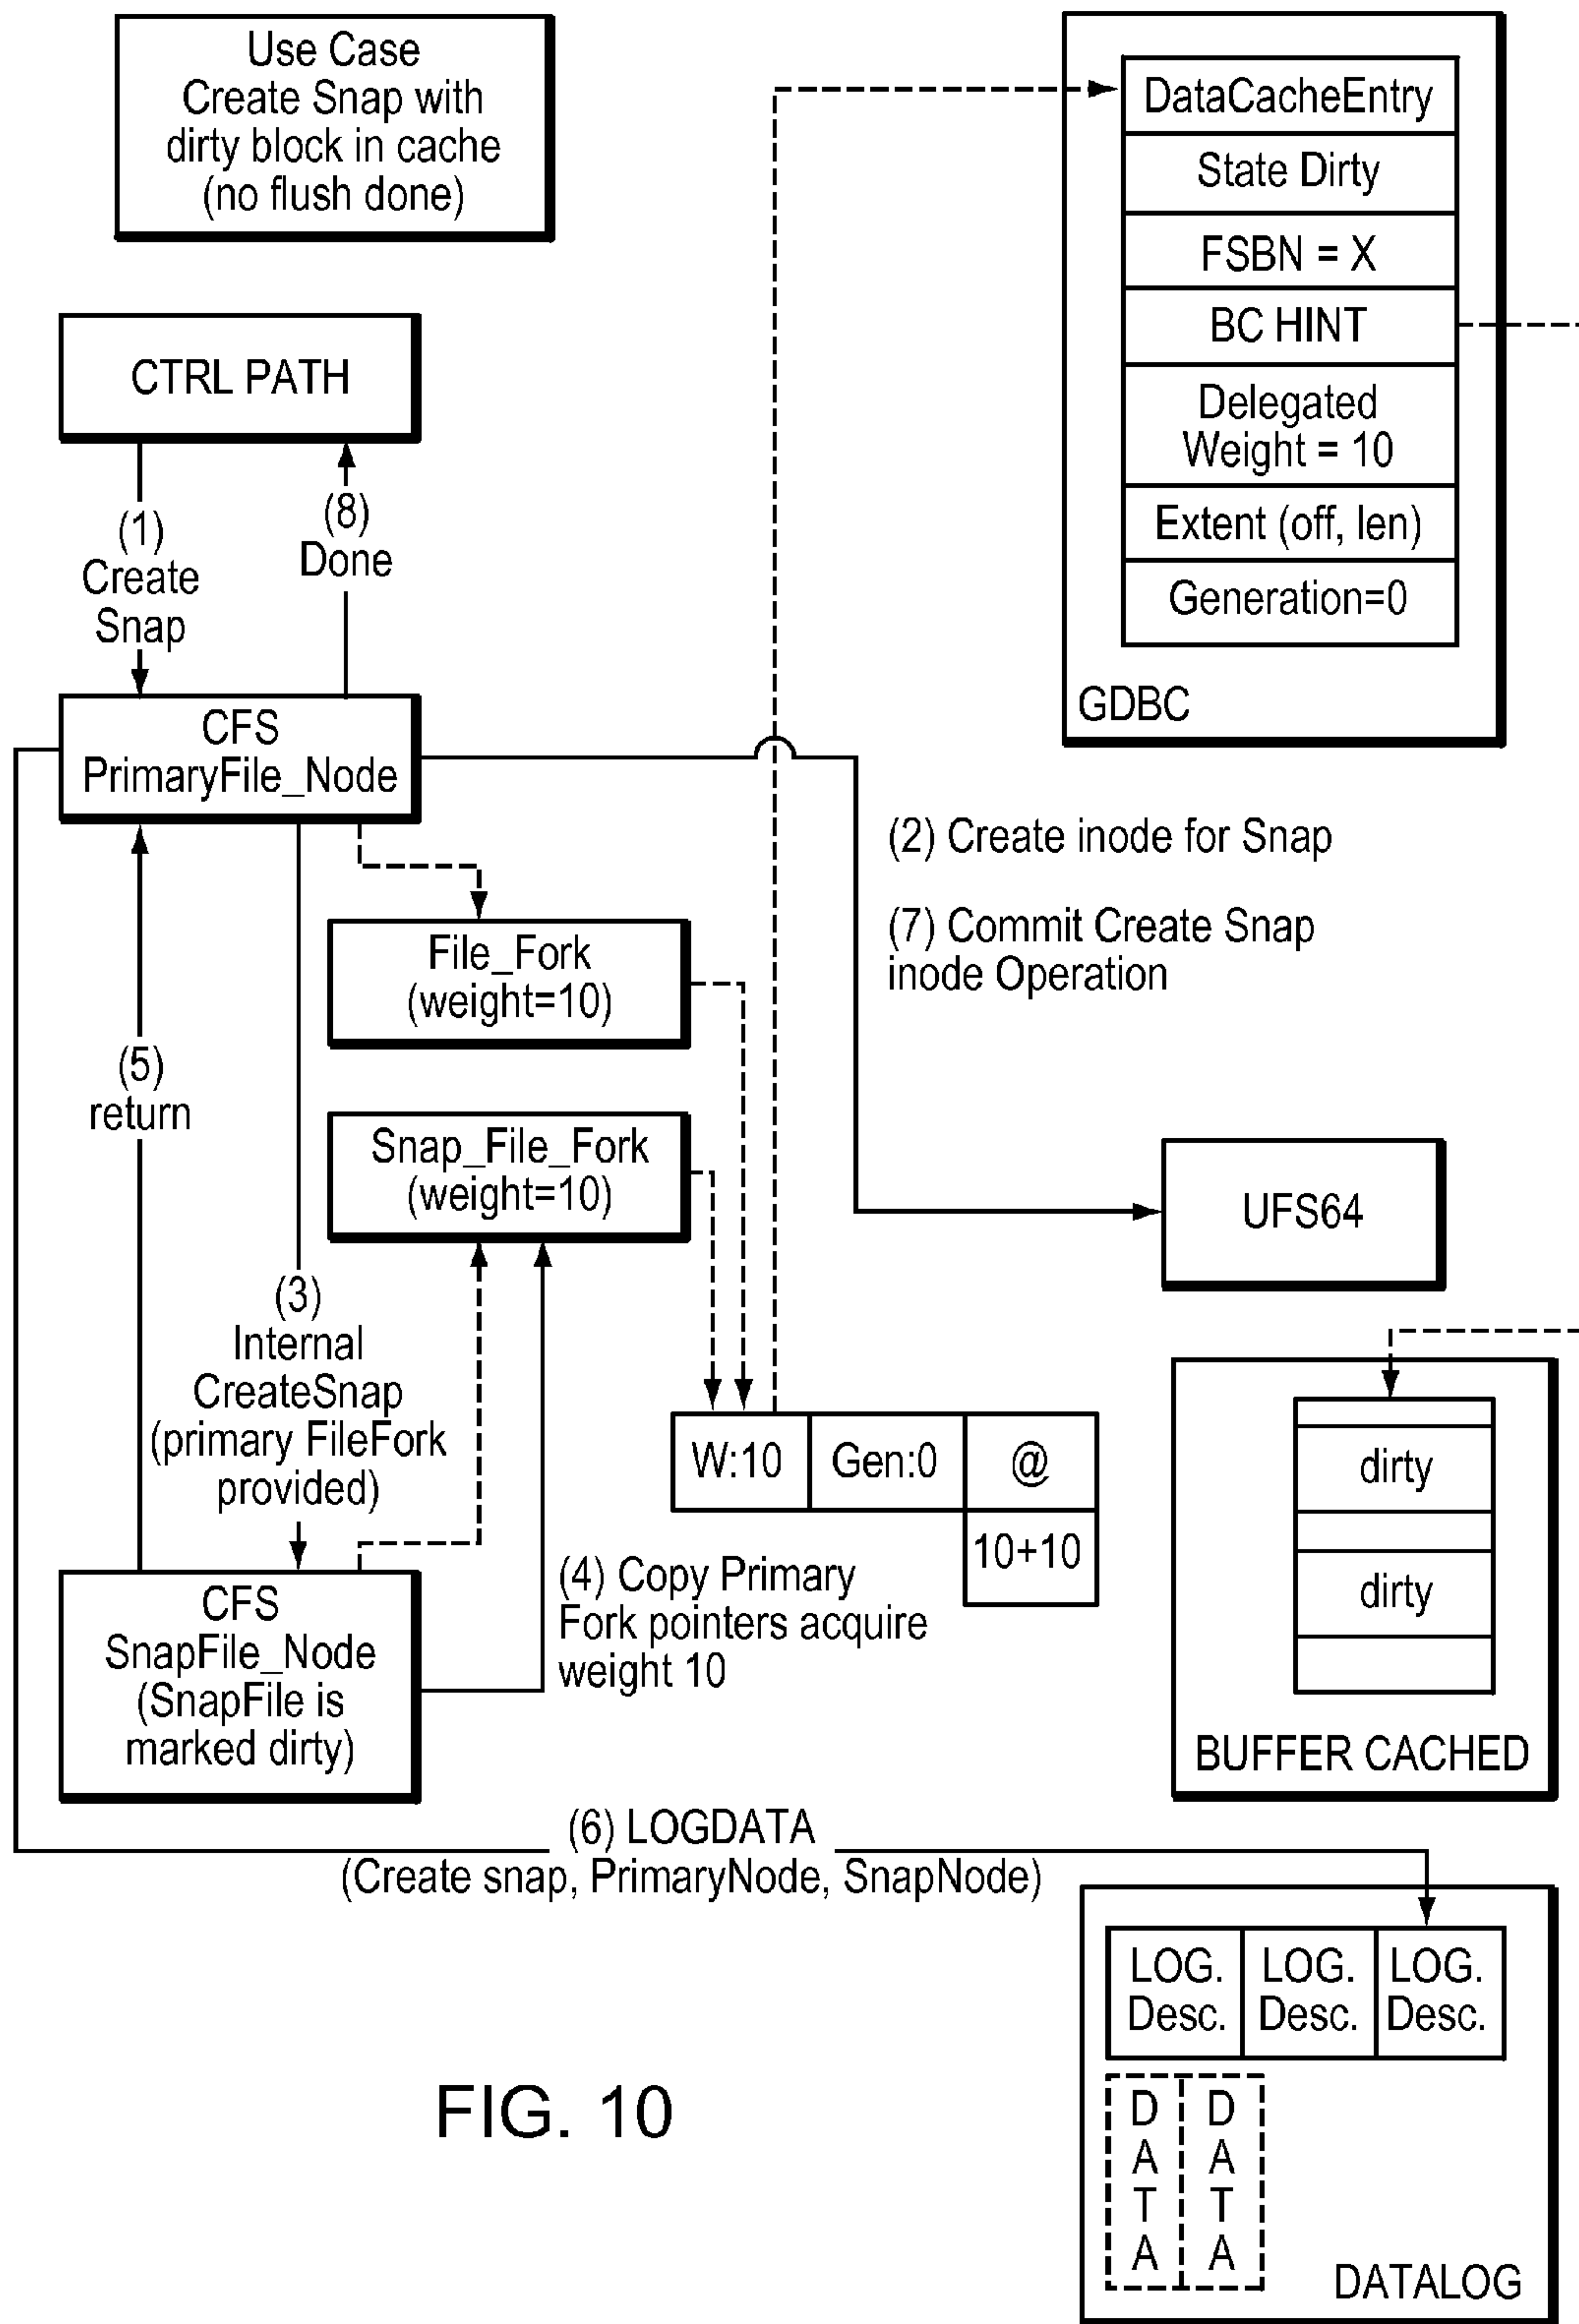 Use Case
Create Snap with
dirty block in cache
(no flush done)
DataCacheEntry
State Dirty
FSBN = X
BC HINT
Delegated
Weight = 10
Extent (off, len)
Generation=0
GDBC
CTRL PATH
(1)
Create
Snap
(8)
Done
CFS
PrimaryFile_Node
(2) Create inode for Snap
(7) Commit Create Snap
inode Operation
File_Fork
(weight=10)
(5)
return
Snap_File_Fork
(weight=10)
UFS64
(3)
Internal
CreateSnap
(primary FileFork
provided)
W:10
Gen:0
@
10+10
dirty
dirty
BUFFER CACHED
(4) Copy Primary
Fork pointers acquire
weight 10
CFS
SnapFile_Node
(SnapFile is
marked dirty)
(6) LOGDATA
(Create snap, PrimaryNode, SnapNode)
LOG.
Desc.
LOG.
Desc.
LOG.
Desc.
DATA
DATA
DATALOG
FIG. 10